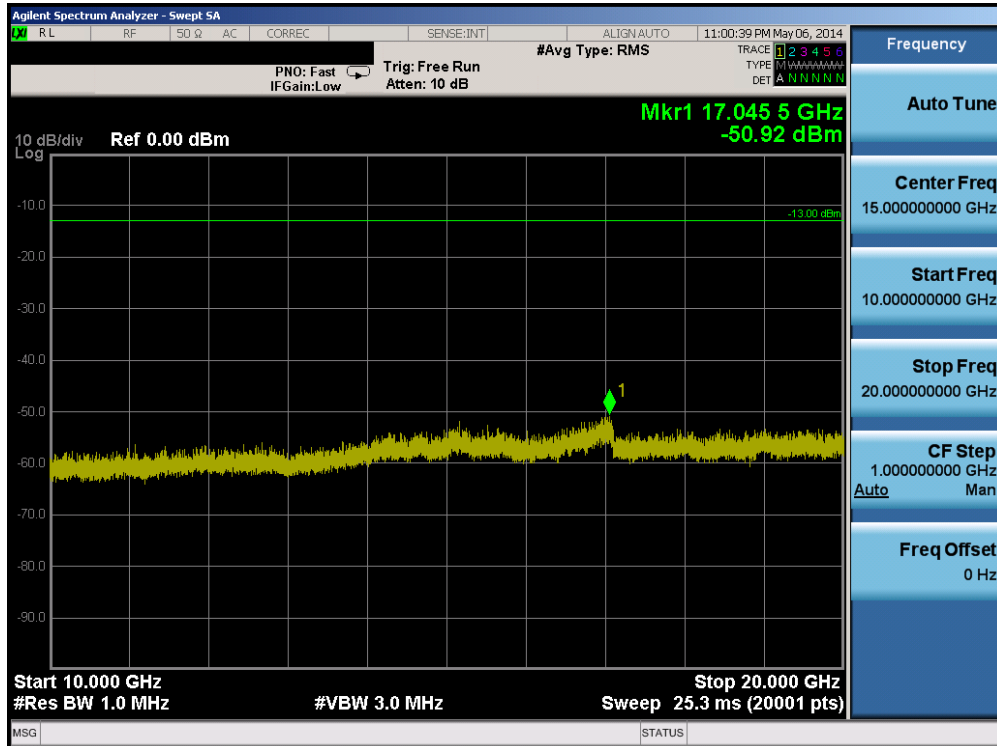 Agilent Spectrum Analyzer - Swept SA
LXI RL RF 50 Ω AC CORREC SENSE:INT ALIGN AUTO 11:00:39 PM May 06, 2014
#Avg Type: RMS
TRACE 1 2 3 4 5 6
TYPE M
DET A N N N N N
PNO: Fast
IFGain:Low
Trig: Free Run
Atten: 10 dB
Mkr1 17.045 5 GHz
-50.92 dBm
10 dB/div Ref 0.00 dBm
Log
-10.0
-13.00 dBm
-20.0
-30.0
-40.0
1
-50.0
-60.0
-70.0
-80.0
-90.0
Start 10.000 GHz Stop 20.000 GHz
#Res BW 1.0 MHz #VBW 3.0 MHz Sweep 25.3 ms (20001 pts)
MSG STATUS
Frequency
Auto Tune
Center Freq
15.000000000 GHz
Start Freq
10.000000000 GHz
Stop Freq
20.000000000 GHz
CF Step
1.000000000 GHz
Auto Man
Freq Offset
0 Hz